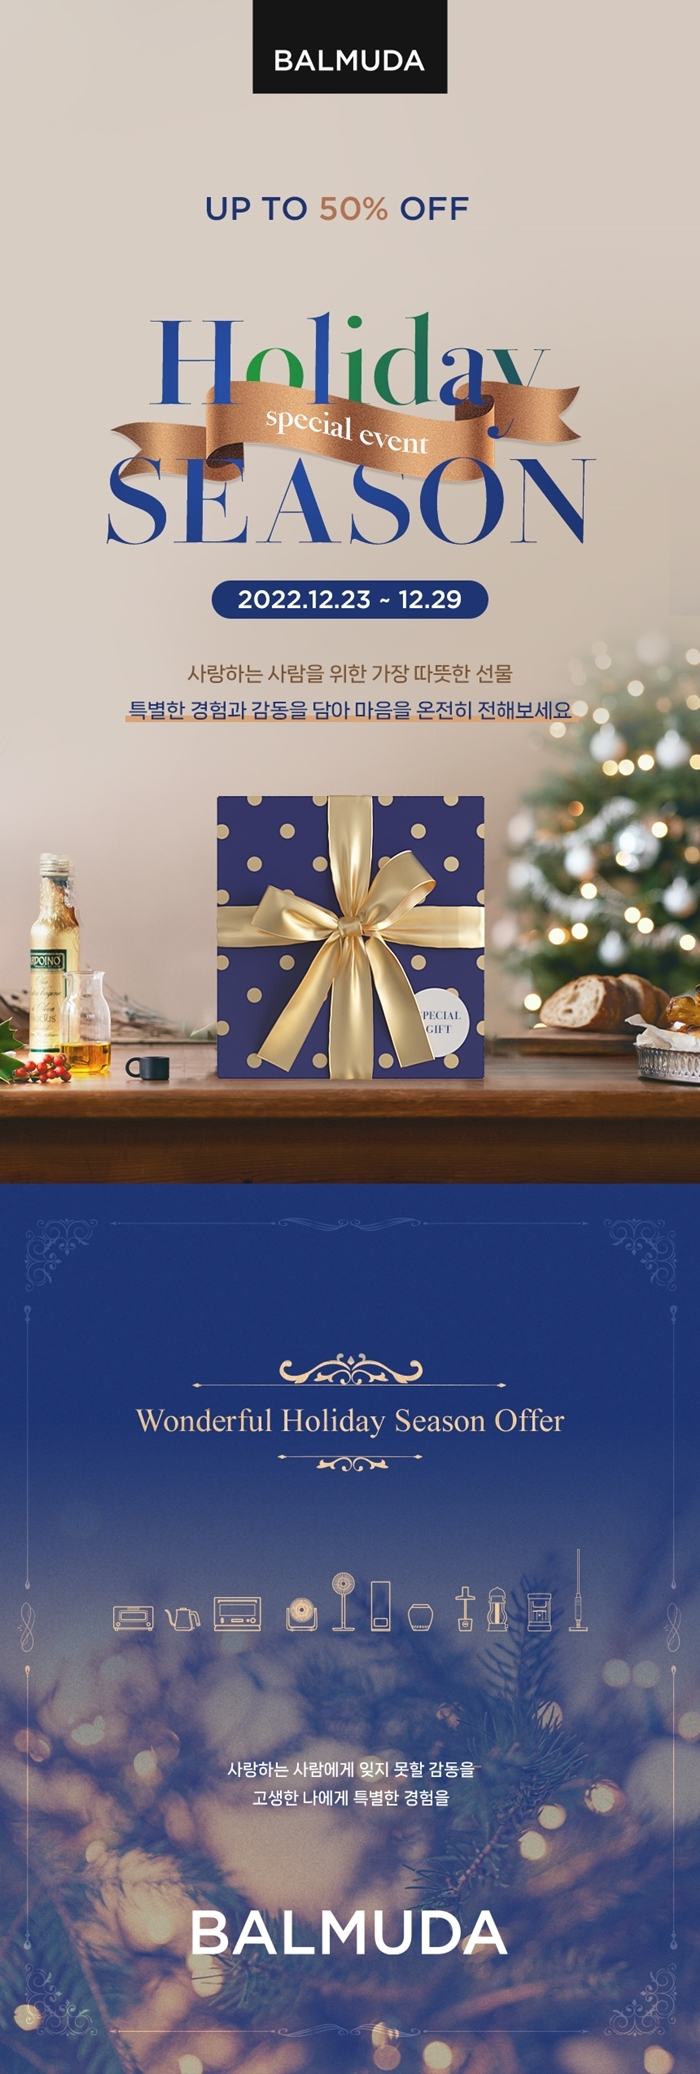 BALMUDA
UP TO 50% OFF
Holiday
special event
SEASON
2022.12.23 ~ 12.29
사랑하는 사람을 위한 가장 따뜻한 선물
특별한 경험과 감동을 담아 마음을 온전히 전해보세요
GIFT
Wonderful Holiday Season Offer
사랑하는 사람에게 잊지 못할 감동을
고생한 나에게 특별한 경험을
BALMUDA